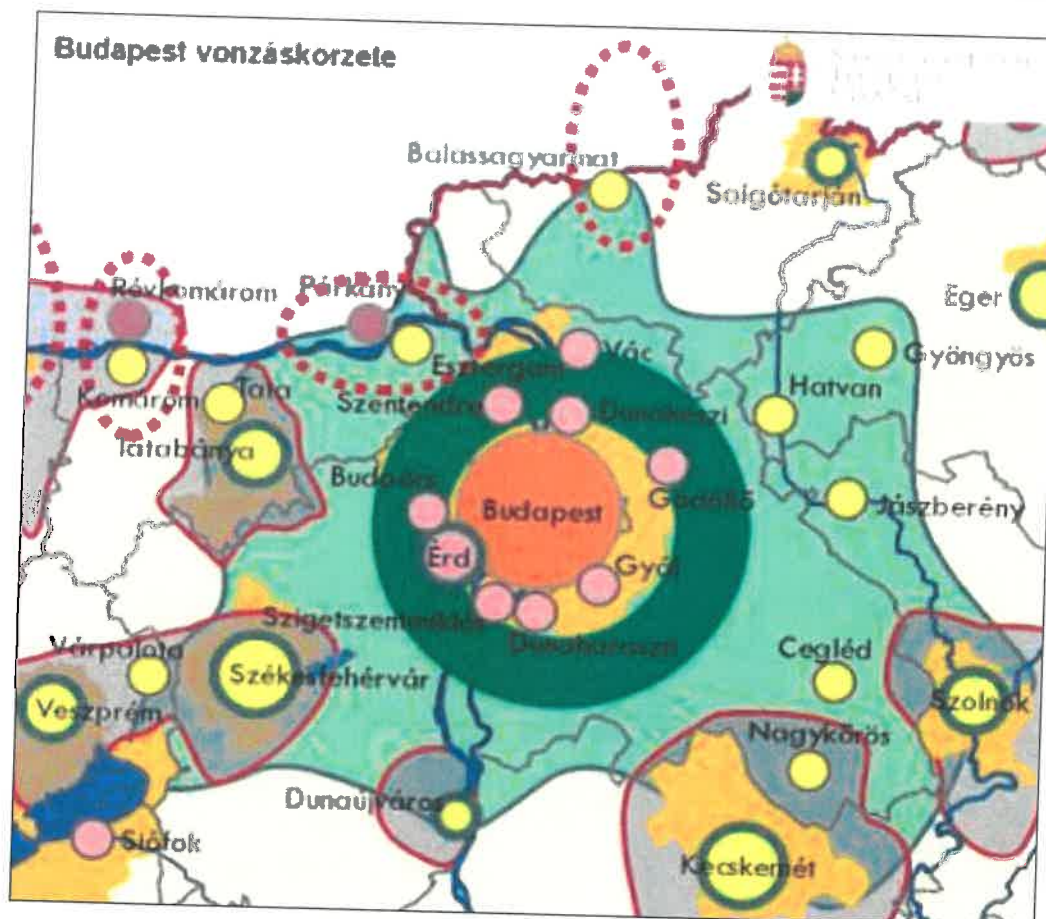 Budapest vonzáskorzele
Balassagyarmat
Salgótarján
Révkomárom
Párkány
Eger
Vác
Gyöngyös
Esztergom
Hatvan
Komárom
Tata
Szentendre
Dunakeszi
Tatabánya
Budaörs
Gödöllő
Budapest
Jászberény
Érd
Gyál
Szigetszentmiklós
Dunaharaszti
Cegléd
Várpalota
Székesfehérvár
Veszprém
Szolnok
Nagykőrös
Dunaújváros
Siófok
Kecskemét